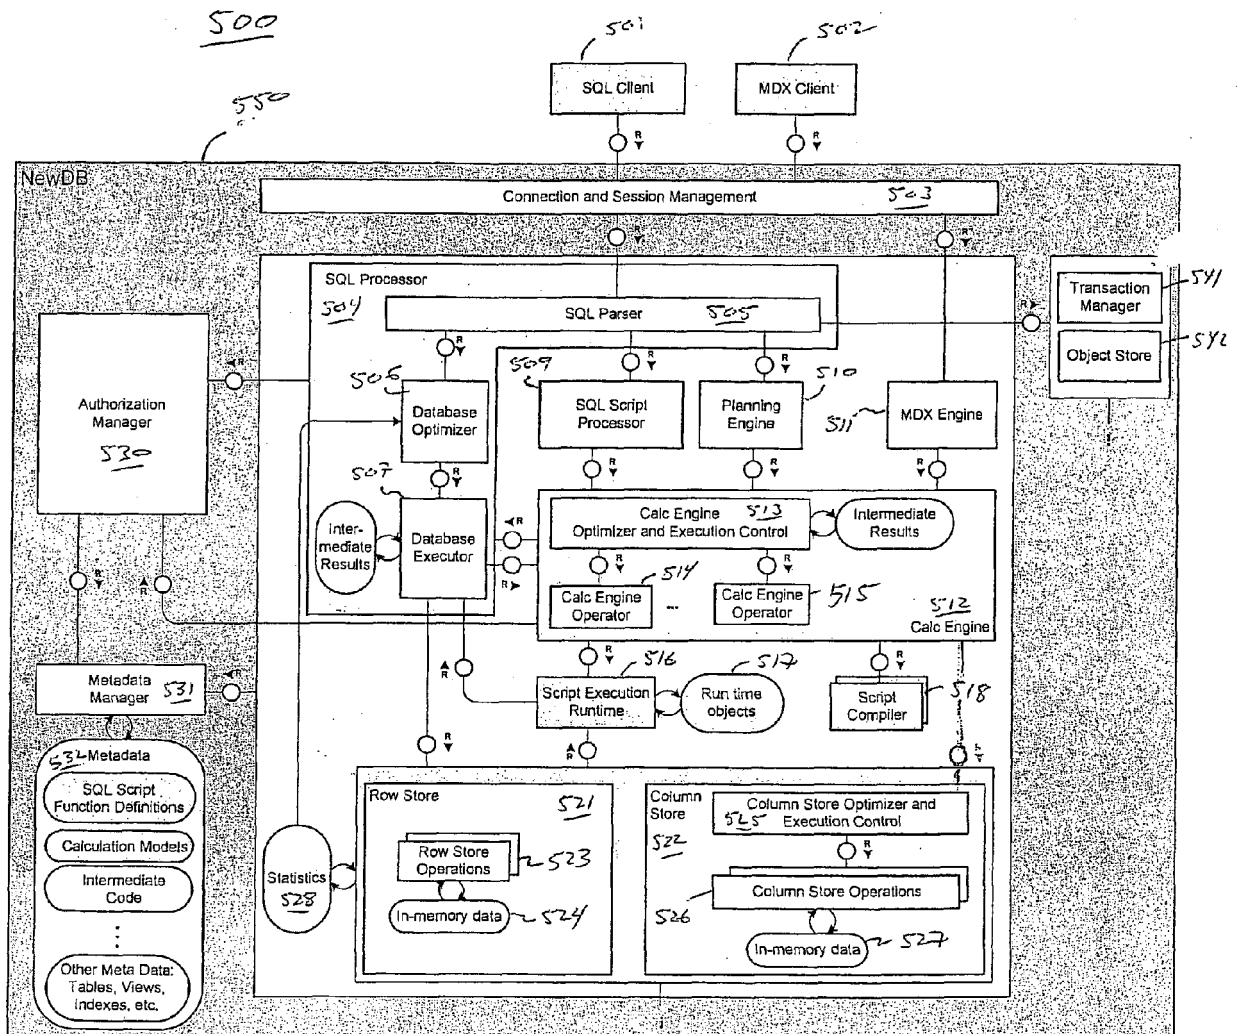 500
501
502
SQL Client
MDX Client
R
R
550
NewDB
Connection and Session Management 503
R
R
SQL Processor
504
SQL Parser 505
R
Transaction Manager
541
Object Store
542
R
R
R
R
Authorization Manager
530
506
Database Optimizer
509
SQL Script Processor
510
Planning Engine
511
MDX Engine
R
R
R
R
507
Database Executor
Inter-
mediate
Results
R
R
Calc Engine 513
Optimizer and Execution Control
Intermediate
Results
R
R
Calc Engine
Operator
514
...
Calc Engine
Operator
515
512
Calc Engine
R
R
Metadata
Manager
531
R
R
R
R
Script Execution
Runtime
516
Run time
objects
517
Script
Compiler
518
532 Metadata
SQL Script
Function Definitions
Calculation Models
Intermediate
Code
Other Meta Data:
Tables, Views,
Indexes, etc.
R
R
Statistics
528
Row Store
521
Row Store
Operations
523
In-memory data
524
Column
Store
522
Column Store Optimizer and
Execution Control
525
R
Column Store Operations
526
In-memory data
527